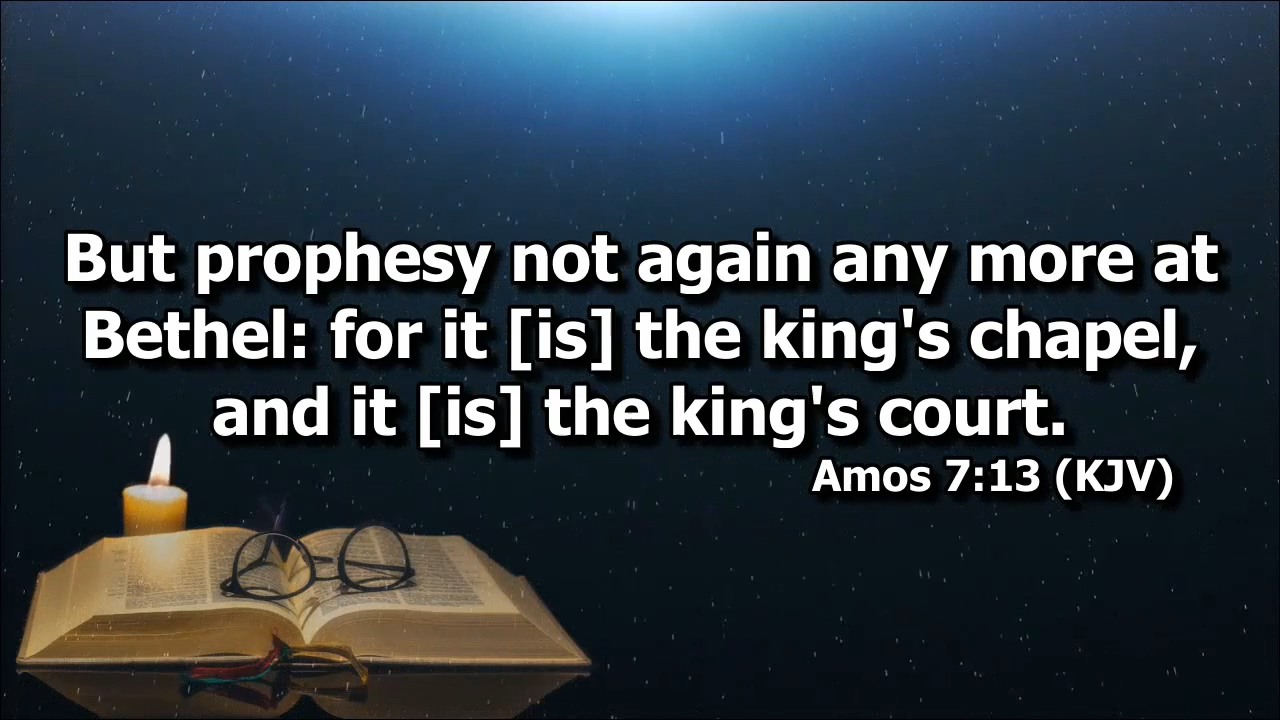 But prophesy not again any more at
Bethel: for it [is] the king's chapel,
and it [is] the king's court.
Amos 7:13 (KJV)